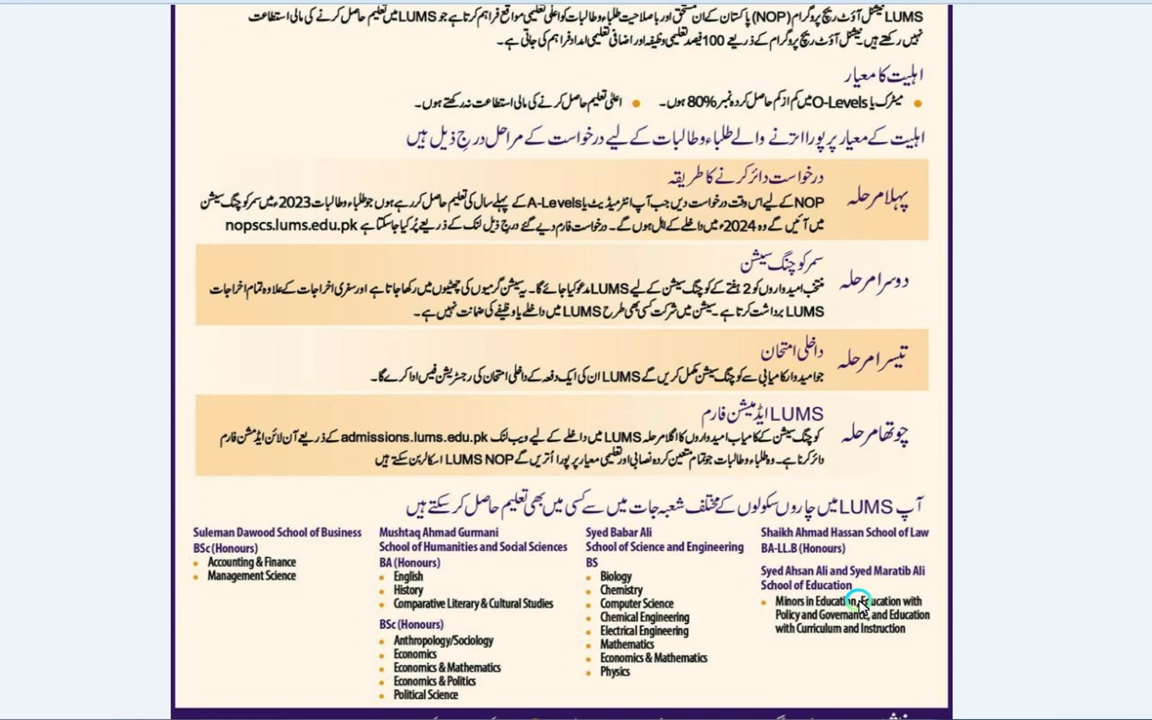 LUMS نیشنل آؤٹ ریچ پروگرام (NOP) پاکستان کے ان مستحق اور باصلاحیت طلباء و طالبات کو اعلیٰ تعلیمی مواقع فراہم کرتا ہے جو LUMS میں تعلیم حاصل کرنے کی مالی استطاعت
نہیں رکھتے ہیں۔ نیشنل آؤٹ ریچ پروگرام کے ذریعے 100 فیصد تعلیمی وظیفہ اور اضافی تعلیمی امداد فراہم کی جاتی ہے۔
اہلیت کا معیار
• میٹرک یا O-Levels میں کم از کم حاصل کردہ نمبر 80% ہوں۔ • اعلیٰ تعلیم حاصل کرنے کی مالی استطاعت نہ رکھتے ہوں۔
اہلیت کے معیار پر پورا اترنے والے طلباء و طالبات کے لیے درخواست کے مراحل درج ذیل ہیں
پہلا مرحلہ
درخواست دائر کرنے کا طریقہ
NOP کے لیے اس وقت درخواست دیں جب آپ انٹرمیڈیٹ یا A-Levels کے پہلے سال کی تعلیم حاصل کر رہے ہوں جو طلباء و طالبات 2023ء میں سمر کوچنگ سیشن
میں آئیں گے وہ 2024ء میں داخلے کے اہل ہوں گے۔ درخواست فارم دیے گئے درج ذیل لنک کے ذریعے پُر کیا جا سکتا ہے nopscs.lums.edu.pk
دوسرا مرحلہ
سمر کوچنگ سیشن
منتخب امیدواروں کو 2 ہفتے کے کوچنگ سیشن کے لیے LUMS مدعو کیا جائے گا۔ یہ سیشن گرمیوں کی چھٹیوں میں رکھا جاتا ہے اور سفری اخراجات کے علاوہ تمام اخراجات
LUMS برداشت کرتا ہے۔ سیشن میں شرکت کسی بھی طرح LUMS میں داخلے یا وظیفے کی ضمانت نہیں ہے۔
تیسرا مرحلہ
داخلی امتحان
جو امیدوار کامیابی سے کوچنگ سیشن مکمل کریں گے LUMS ان کی ایک دفعہ کے داخلی امتحان کی رجسٹریشن فیس ادا کرے گا۔
چوتھا مرحلہ
LUMS ایڈمیشن فارم
کوچنگ سیشن کے کامیاب امیدواروں کا اگلا مرحلہ LUMS میں داخلے کے لیے ویب لنک admissions.lums.edu.pk کے ذریعے آن لائن ایڈمشن فارم
دائر کرنا ہے۔ وہ طلباء و طالبات جو تمام متعین کردہ نصابی اور تعلیمی معیار پر پورا اُتریں گے LUMS NOP اسکالر بن سکتے ہیں
آپ LUMS میں چاروں سکولوں کے مختلف شعبہ جات میں سے کسی میں بھی تعلیم حاصل کر سکتے ہیں
Suleman Dawood School of Business
BSc (Honours)
• Accounting & Finance
• Management Science
Mushtaq Ahmad Gurmani
School of Humanities and Social Sciences
BA (Honours)
• English
• History
• Comparative Literary & Cultural Studies
BSc (Honours)
• Anthropology/Sociology
• Economics
• Economics & Mathematics
• Economics & Politics
• Political Science
Syed Babar Ali
School of Science and Engineering
BS
• Biology
• Chemistry
• Computer Science
• Chemical Engineering
• Electrical Engineering
• Mathematics
• Economics & Mathematics
• Physics
Shaikh Ahmad Hassan School of Law
BA-LL.B (Honours)
Syed Ahsan Ali and Syed Maratib Ali
School of Education
• Minors in Education, Education with
Policy and Governance, and Education
with Curriculum and Instruction